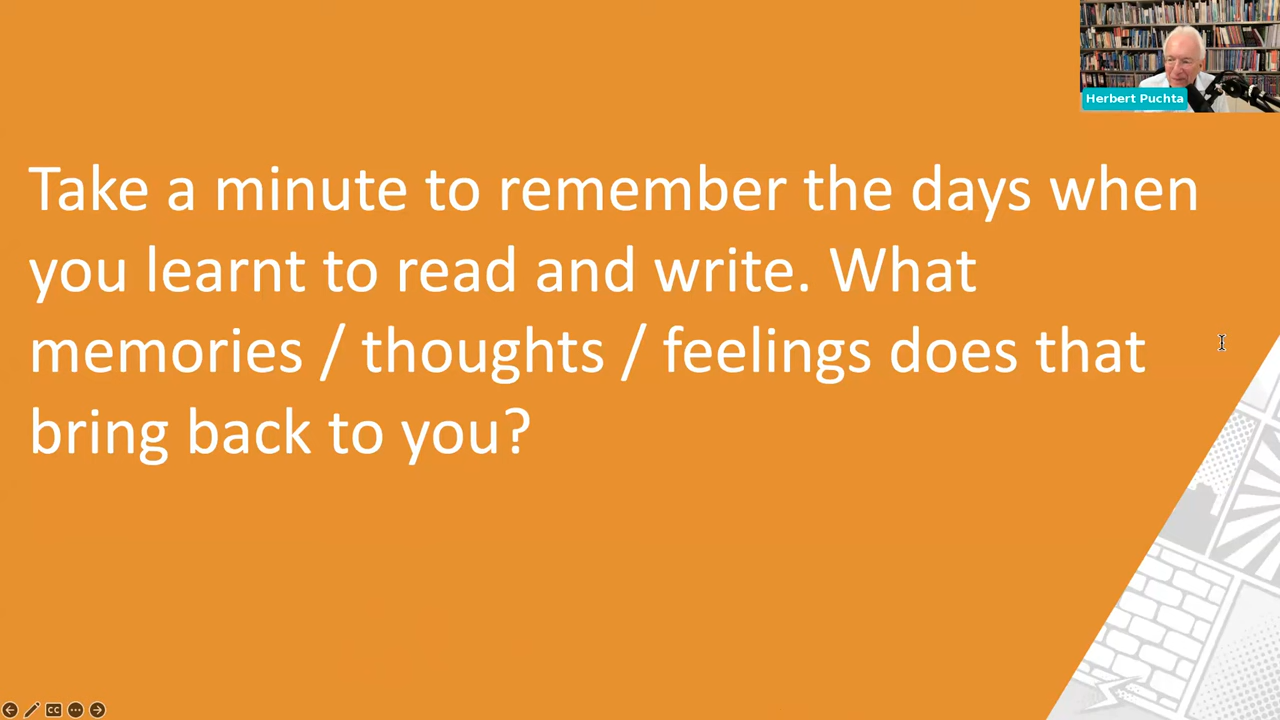 Herbert Puchta
Take a minute to remember the days when
you learnt to read and write. What
memories / thoughts / feelings does that
bring back to you?
CC